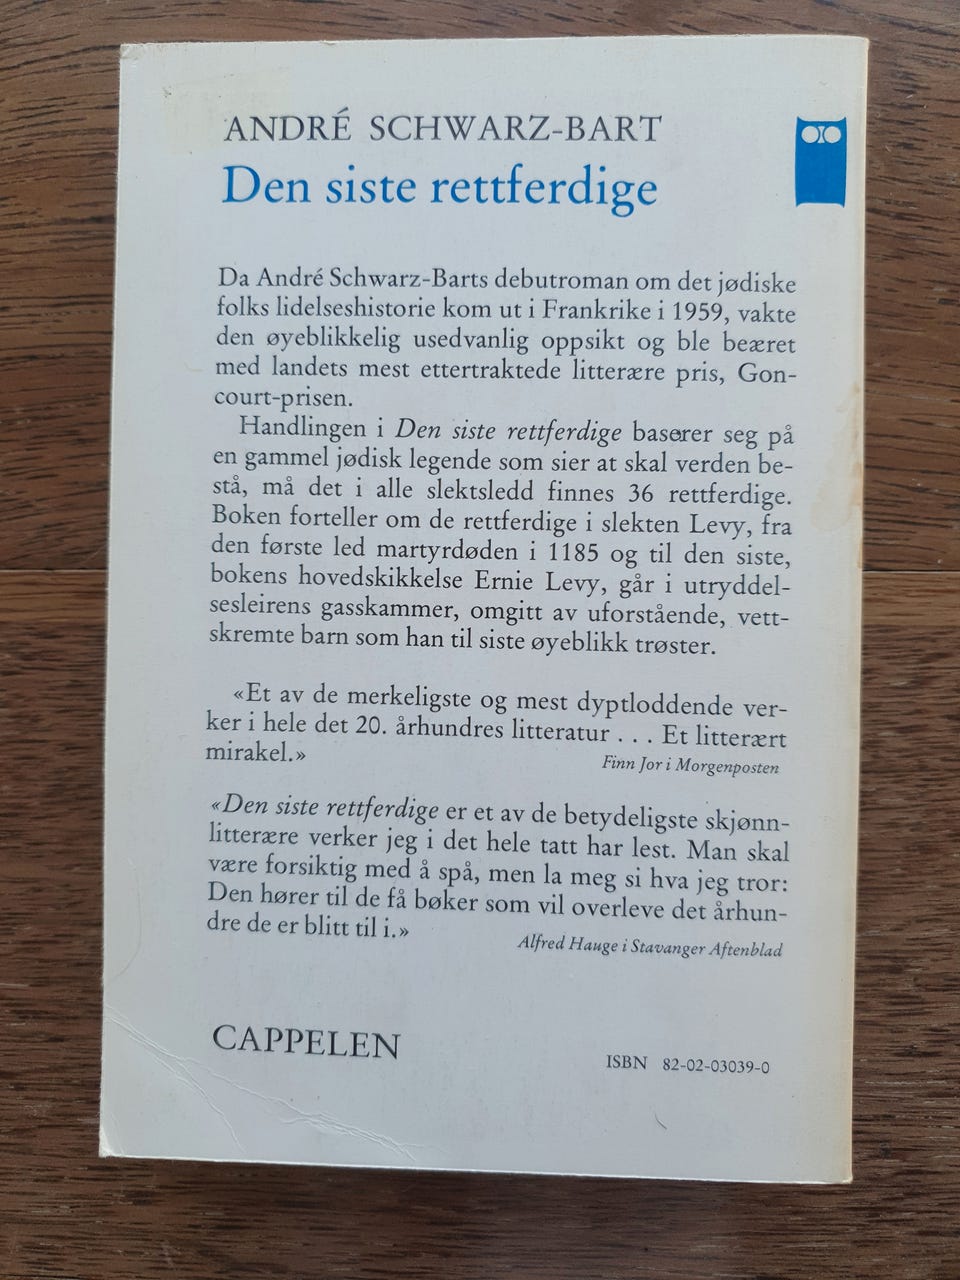 ANDRÉ SCHWARZ-BART
Den siste rettferdige
Da André Schwarz-Barts debutroman om det jødiske
folks lidelseshistorie kom ut i Frankrike i 1959, vakte
den øyeblikkelig usedvanlig oppsikt og ble beæret
med landets mest ettertraktede litterære pris, Gon-
court-prisen.
Handlingen i Den siste rettferdige baserer seg på
en gammel jødisk legende som sier at skal verden be-
stå, må det i alle slektsledd finnes 36 rettferdige.
Boken forteller om de rettferdige i slekten Levy, fra
den første led martyrdøden i 1185 og til den siste,
bokens hovedskikkelse Ernie Levy, går i utryddel-
sesleirens gasskammer, omgitt av uforstående, vett-
skremte barn som han til siste øyeblikk trøster.
«Et av de merkeligste og mest dyptloddende ver-
ker i hele det 20. århundres litteratur . . . Et litterært
mirakel.»
Finn Jor i Morgenposten
«Den siste rettferdige er et av de betydeligste skjønn-
litterære verker jeg i det hele tatt har lest. Man skal
være forsiktig med å spå, men la meg si hva jeg tror:
Den hører til de få bøker som vil overleve det århun-
dre de er blitt til i.»
Alfred Hauge i Stavanger Aftenblad
CAPPELEN
ISBN 82-02-03039-0